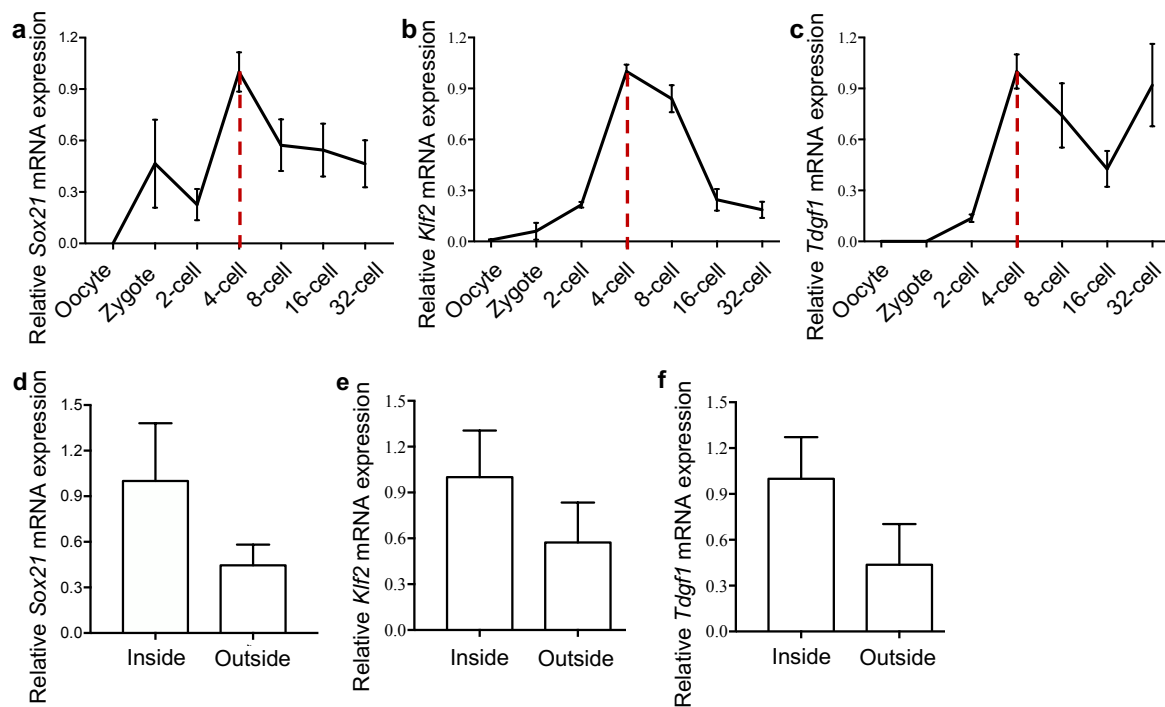 a
Relative Sox21 mRNA expression
1.2
0.9
0.6
0.3
0.0
Oocyte
Zygote
2-cell
4-cell
8-cell
16-cell
32-cell
b
Relative Klf2 mRNA expression
1.2
0.9
0.6
0.3
0.0
Oocyte
Zygote
2-cell
4-cell
8-cell
16-cell
32-cell
c
Relative Tdgf1 mRNA expression
1.2
0.9
0.6
0.3
0.0
Oocyte
Zygote
2-cell
4-cell
8-cell
16-cell
32-cell
d
Relative Sox21 mRNA expression
1.5
1.2
0.9
0.6
0.3
0.0
Inside
Outside
e
Relative Klf2 mRNA expression
1.5
1.2
0.9
0.6
0.3
0.0
Inside
Outside
f
Relative Tdgf1 mRNA expression
1.5
1.2
0.9
0.6
0.3
0.0
Inside
Outside